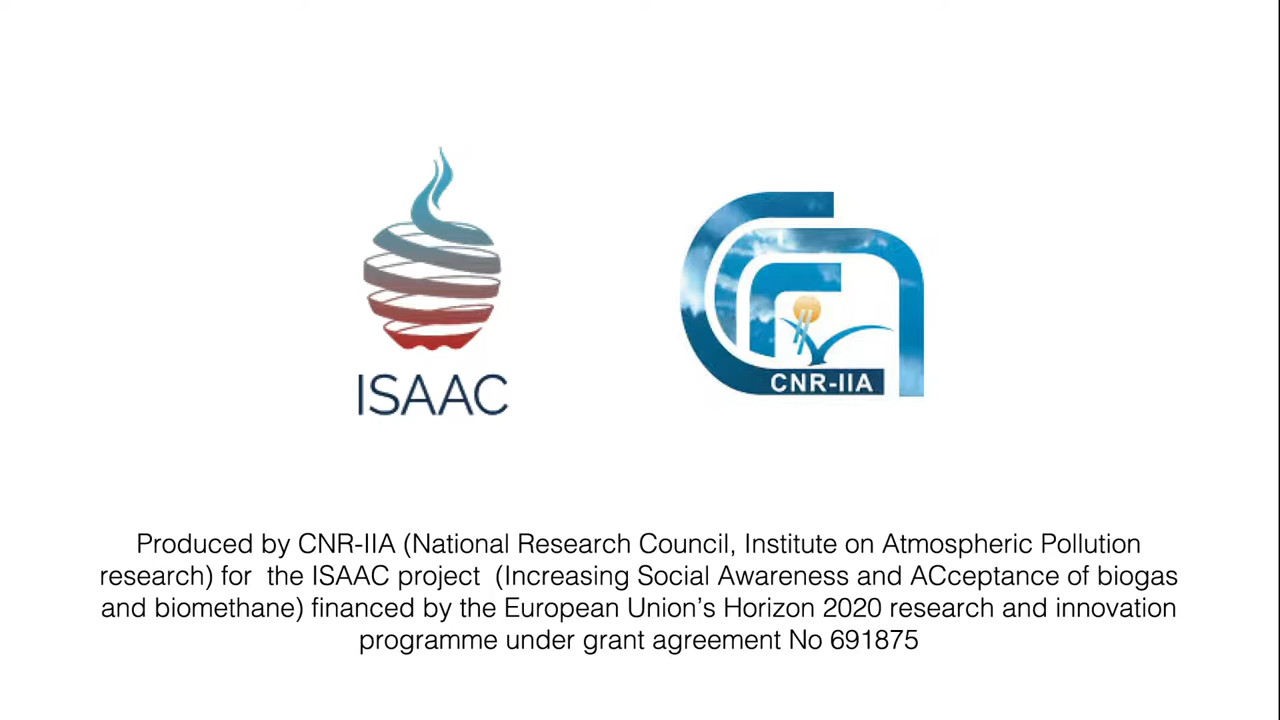 ISAAC
CNR-IIA
Produced by CNR-IIA (National Research Council, Institute on Atmospheric Pollution
research) for the ISAAC project (Increasing Social Awareness and ACceptance of biogas
and biomethane) financed by the European Union’s Horizon 2020 research and innovation
programme under grant agreement No 691875